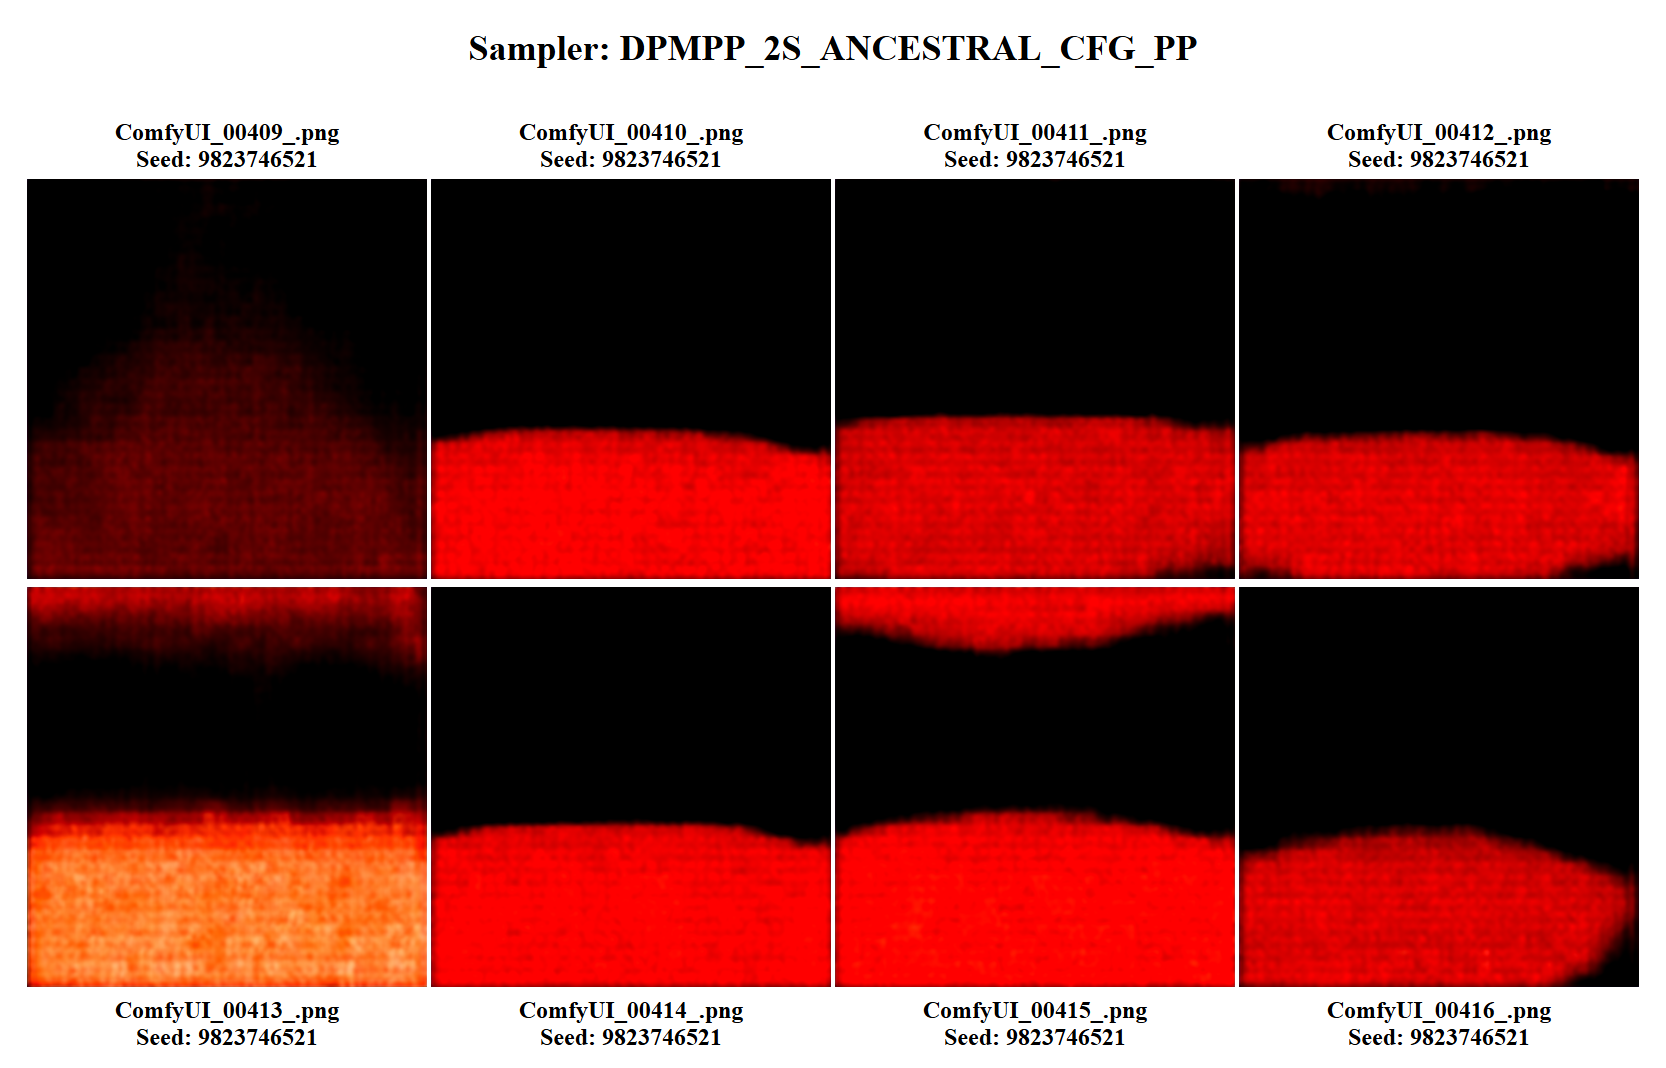 Sampler: DPMPP_2S_ANCESTRAL_CFG_PP
ComfyUI_00409_.png
Seed: 9823746521
ComfyUI_00410_.png
Seed: 9823746521
ComfyUI_00411_.png
Seed: 9823746521
ComfyUI_00412_.png
Seed: 9823746521
ComfyUI_00413_.png
Seed: 9823746521
ComfyUI_00414_.png
Seed: 9823746521
ComfyUI_00415_.png
Seed: 9823746521
ComfyUI_00416_.png
Seed: 9823746521